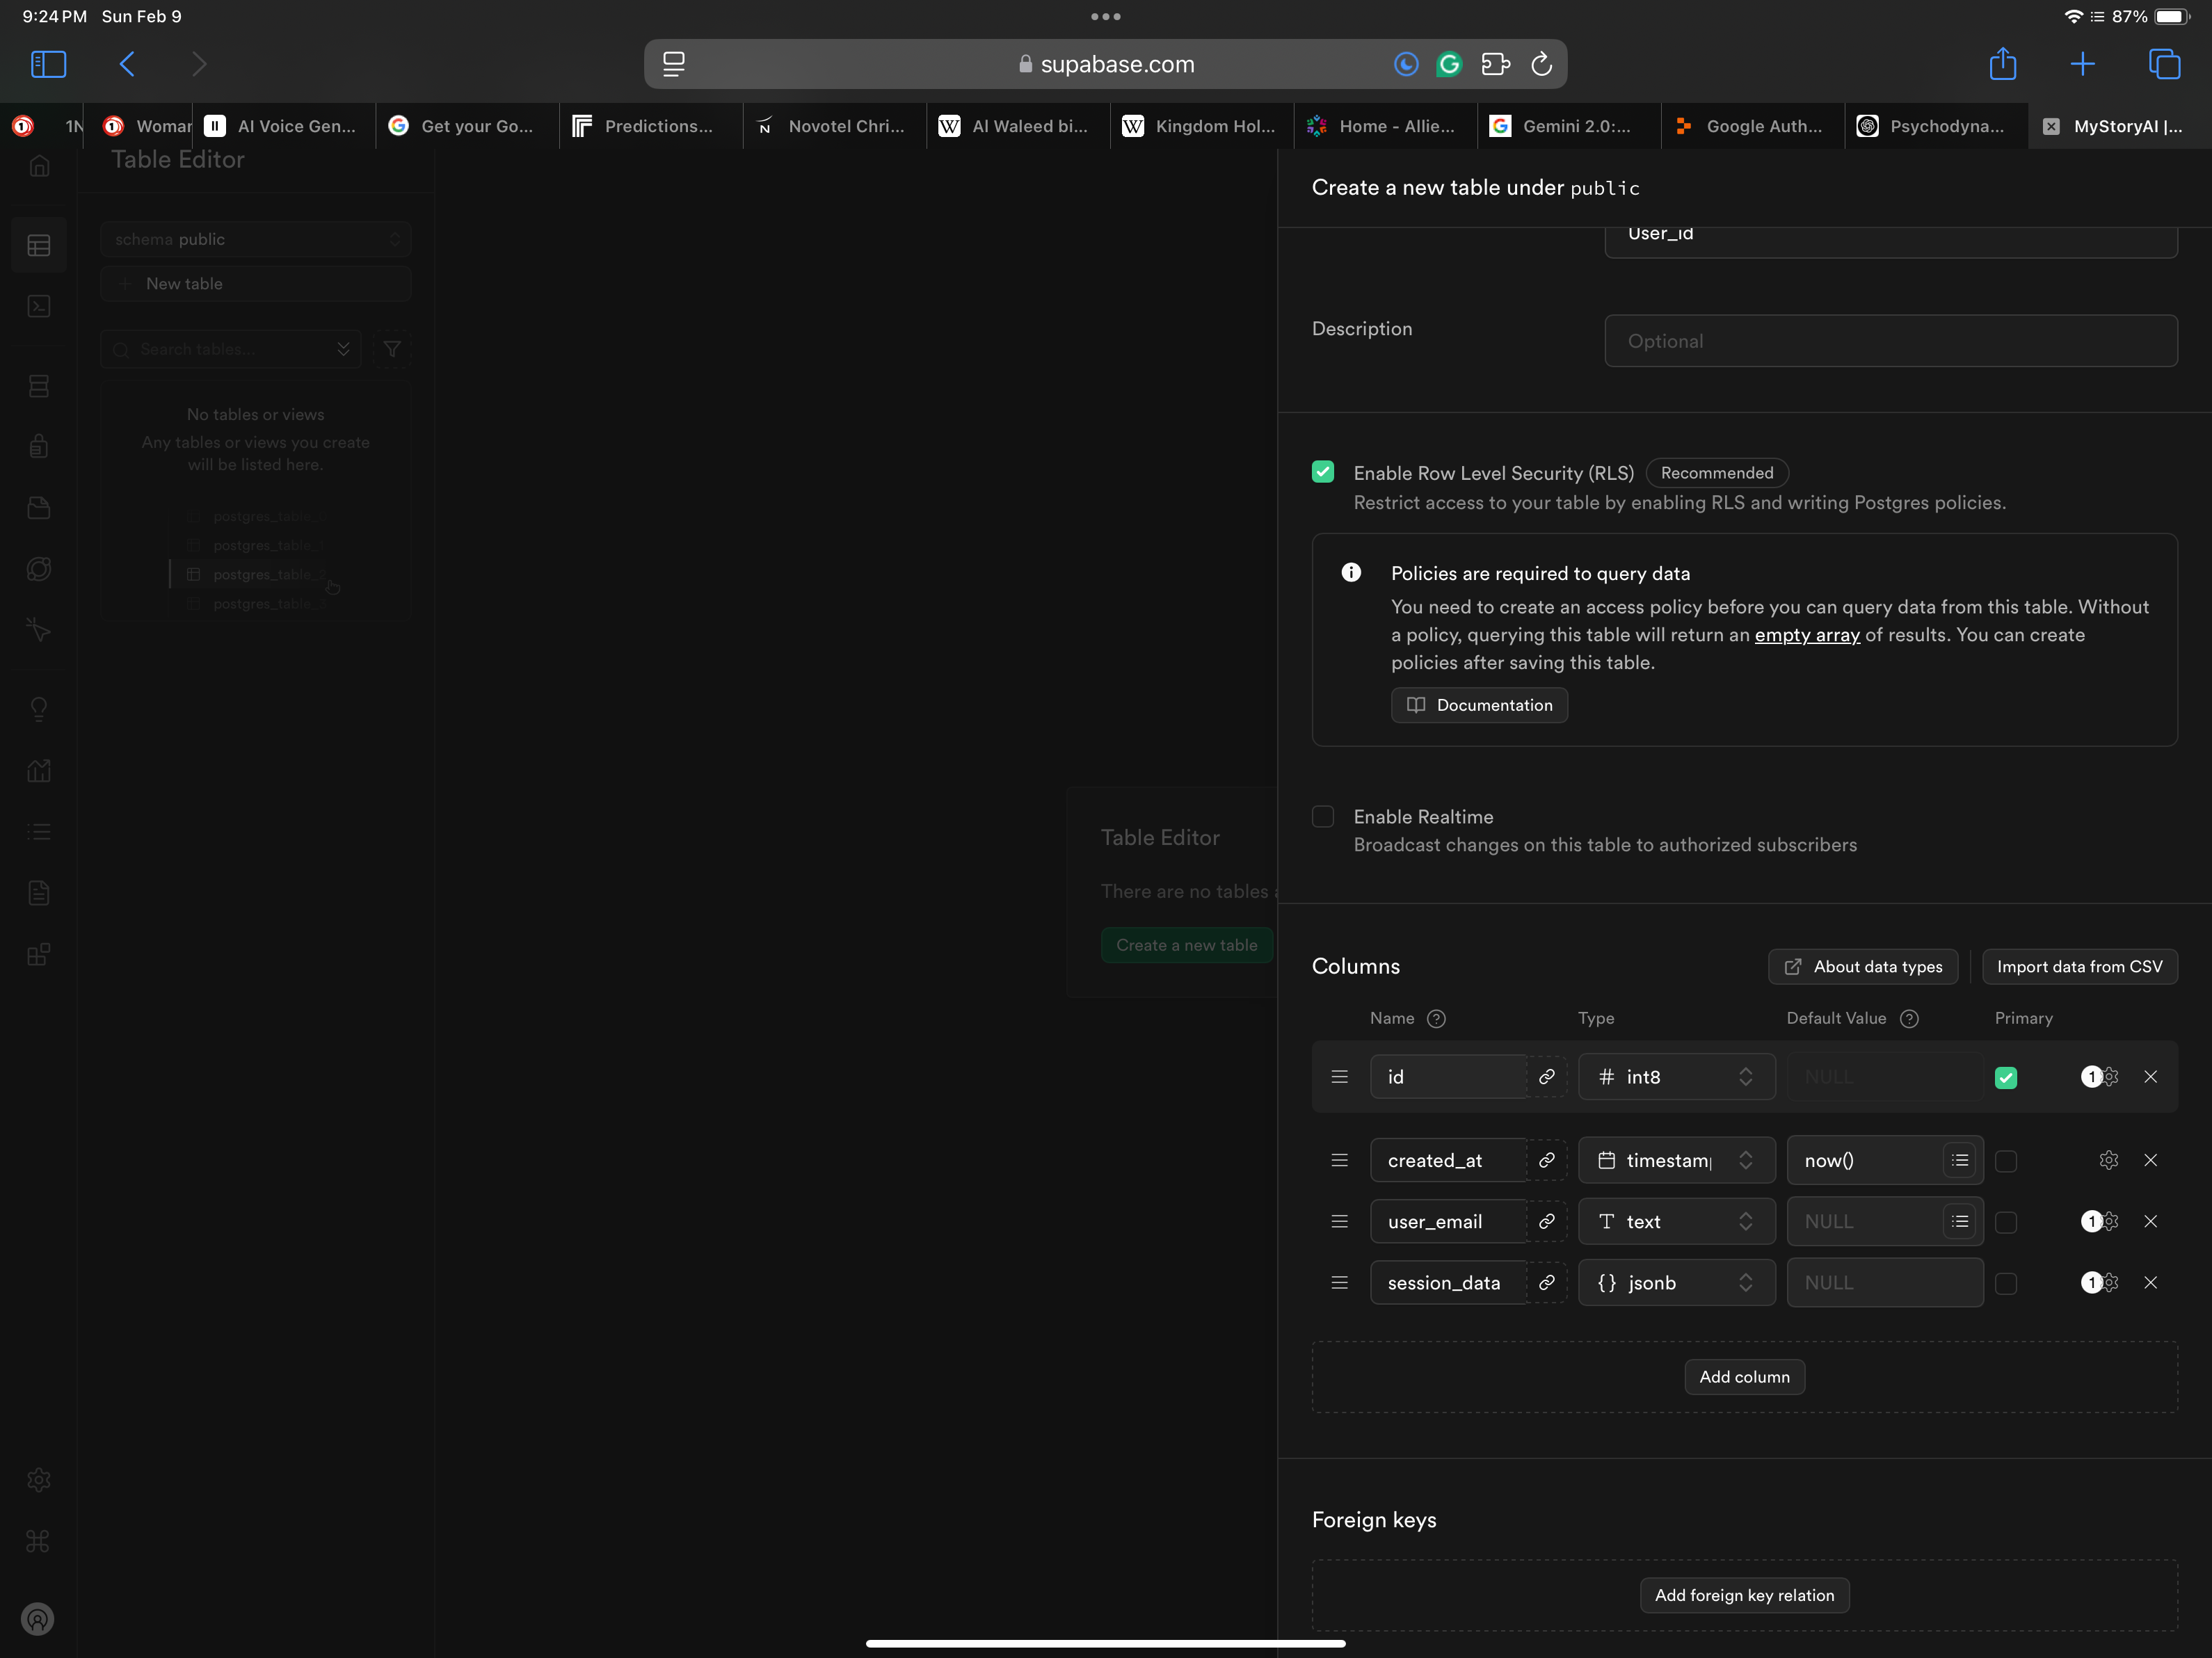 9:24 PM Sun Feb 9
87%
supabase.com
1N
Womar
AI Voice Gen...
Get your Go...
Predictions...
Novotel Chri...
Al Waleed bi...
Kingdom Hol...
Home - Allie...
Gemini 2.0:...
Google Auth...
Psychodyna...
MyStoryAI |...
Table Editor
schema public
New table
Search tables...
No tables or views
Any tables or views you create
will be listed here.
postgres_table_
postgres_table_
postgres_table_
postgres_table_
Table Editor
There are no tables
Create a new table
Create a new table under public
User_id
Description
Optional
Enable Row Level Security (RLS) Recommended
Restrict access to your table by enabling RLS and writing Postgres policies.
Policies are required to query data
You need to create an access policy before you can query data from this table. Without
a policy, querying this table will return an empty array of results. You can create
policies after saving this table.
Documentation
Enable Realtime
Broadcast changes on this table to authorized subscribers
Columns
About data types
Import data from CSV
Name Type Default Value Primary
id # int8 NULL 1
created_at timestam now()
user_email T text NULL 1
session_data {} jsonb NULL 1
Add column
Foreign keys
Add foreign key relation